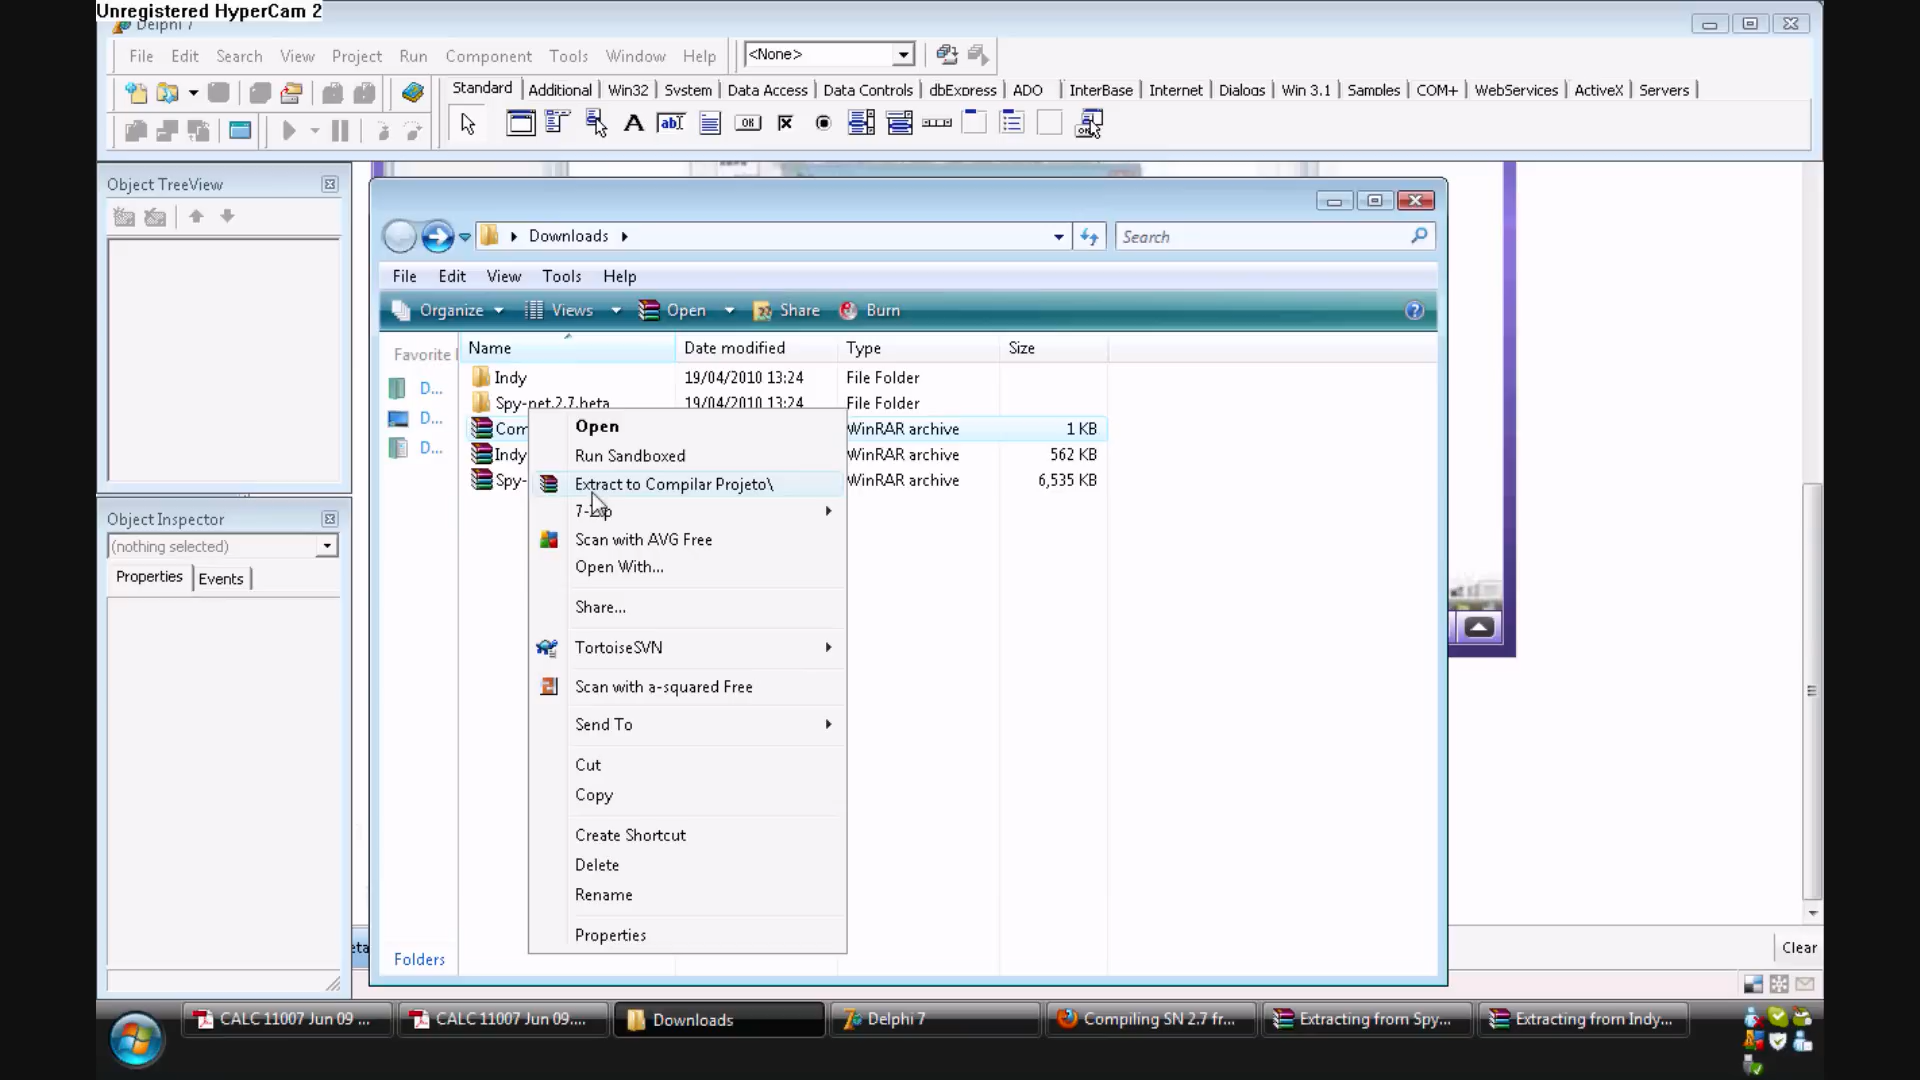 Unregistered HyperCam 2
Delphi 7
File Edit Search View Project Run Component Tools Window Help <None>
Standard Additional Win32 System Data Access Data Controls dbExpress ADO InterBase Internet Dialogs Win 3.1 Samples COM+ WebServices ActiveX Servers
Object TreeView
Downloads
Search
File Edit View Tools Help
Organize Views Open Share Burn
Favorite
Name Date modified Type Size
Indy 19/04/2010 13:24 File Folder
D...
Spy-net.2.7.beta 19/04/2010 13:24 File Folder
D...
Com WinRAR archive 1 KB
D...
Indy WinRAR archive 562 KB
Spy- WinRAR archive 6,535 KB
Open
Run Sandboxed
Extract to Compilar Projeto\
7-Zip
Scan with AVG Free
Open With...
Share...
TortoiseSVN
Scan with a-squared Free
Send To
Cut
Copy
Create Shortcut
Delete
Rename
Properties
Folders
Object Inspector
(nothing selected)
Properties Events
Clear
CALC 11007 Jun 09 ...
CALC 11007 Jun 09....
Downloads
Delphi 7
Compiling SN 2.7 fr...
Extracting from Spy...
Extracting from Indy...